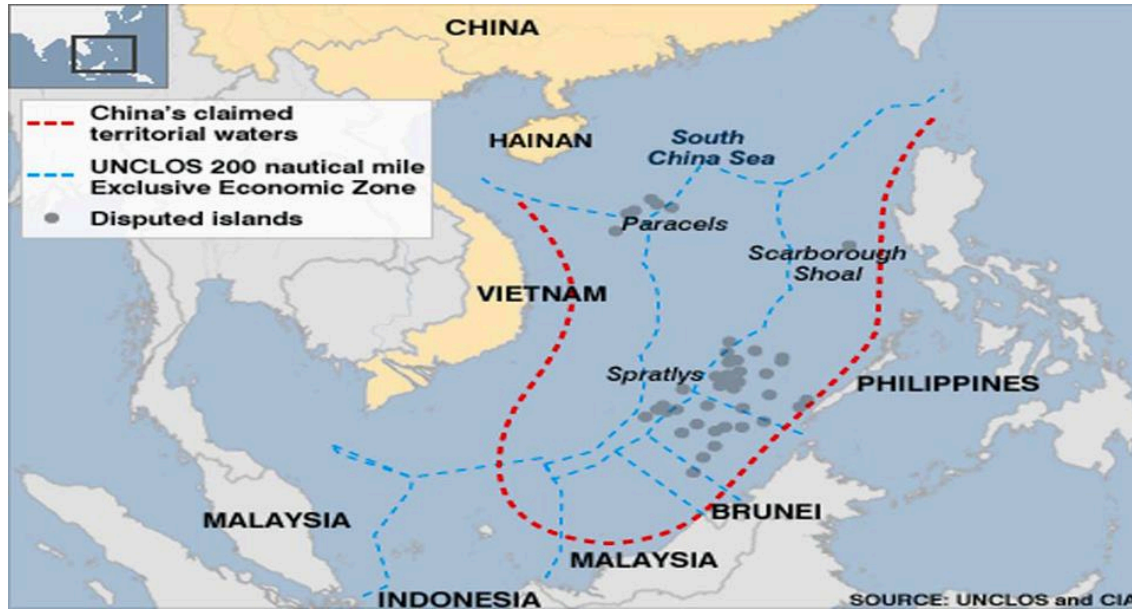 CHINA
China's claimed
territorial waters
UNCLOS 200 nautical mile
Exclusive Economic Zone
Disputed islands
HAINAN
South
China Sea
Paracels
Scarborough
Shoal
VIETNAM
Spratlys
PHILIPPINES
MALAYSIA
BRUNEI
MALAYSIA
INDONESIA
SOURCE: UNCLOS and CIA